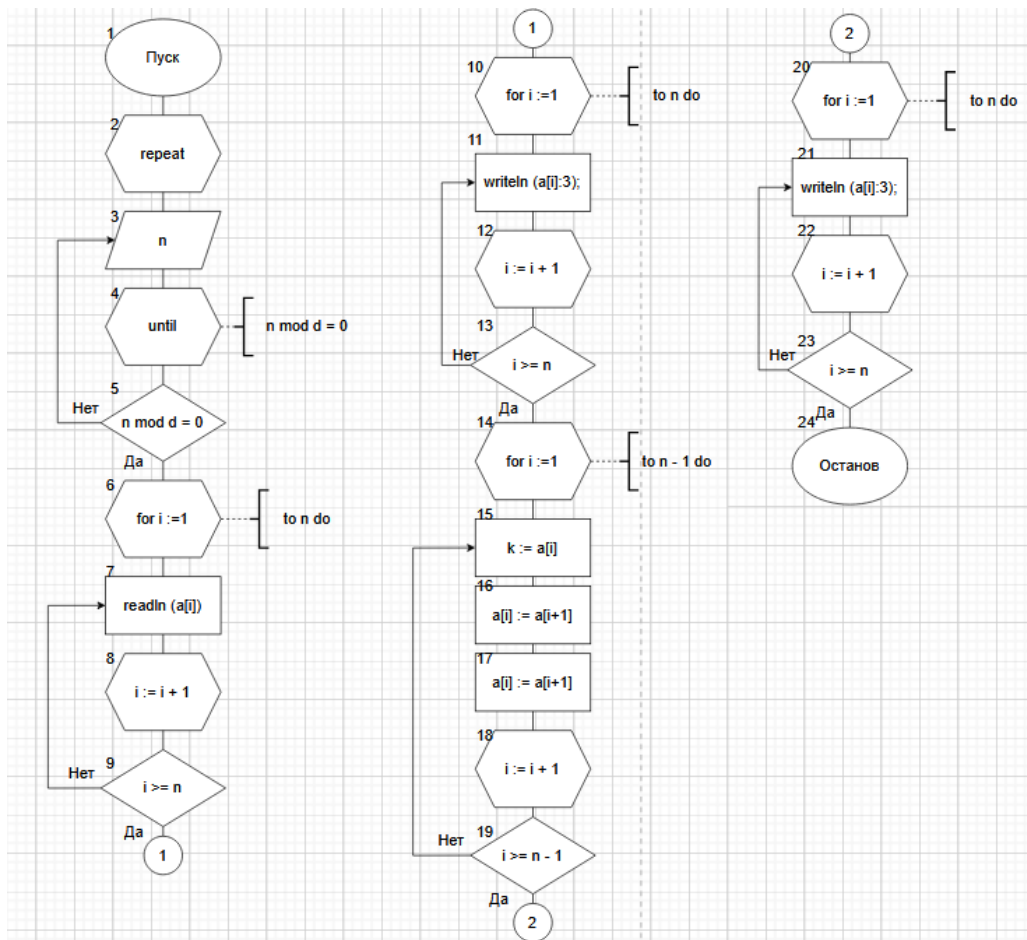 1
Пуск
2
repeat
3
n
4
until
n mod d = 0
5
Нет
n mod d = 0
Да
6
for i :=1
to n do
7
readln (a[i])
8
i := i + 1
9
Нет
i >= n
Да
1
1
10
for i :=1
to n do
11
writeln (a[i]:3);
12
i := i + 1
13
Нет
i >= n
Да
14
for i :=1
to n - 1 do
15
k := a[i]
16
a[i] := a[i+1]
17
a[i] := a[i+1]
18
i := i + 1
19
Нет
i >= n - 1
Да
2
2
20
for i :=1
to n do
21
writeln (a[i]:3);
22
i := i + 1
23
Нет
i >= n
Да
24
Останов